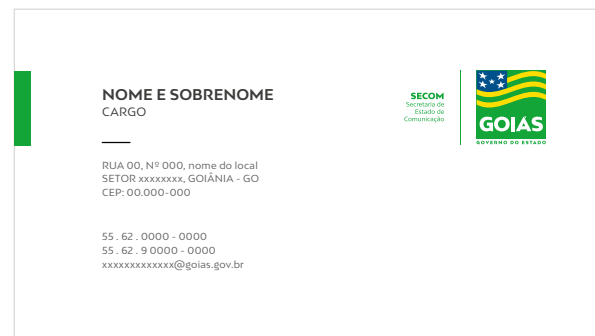 NOME E SOBRENOME
CARGO
RUA 00, Nº 000, nome do local
SETOR xxxxxxxx, GOIÂNIA - GO
CEP: 00.000-000
55 . 62 . 0000 - 0000
55 . 62 . 9 0000 - 0000
xxxxxxxxxxxxx@goias.gov.br
SECOM
Secretaria de
Estado de
Comunicação
GOIÁS
GOVERNO DO ESTADO